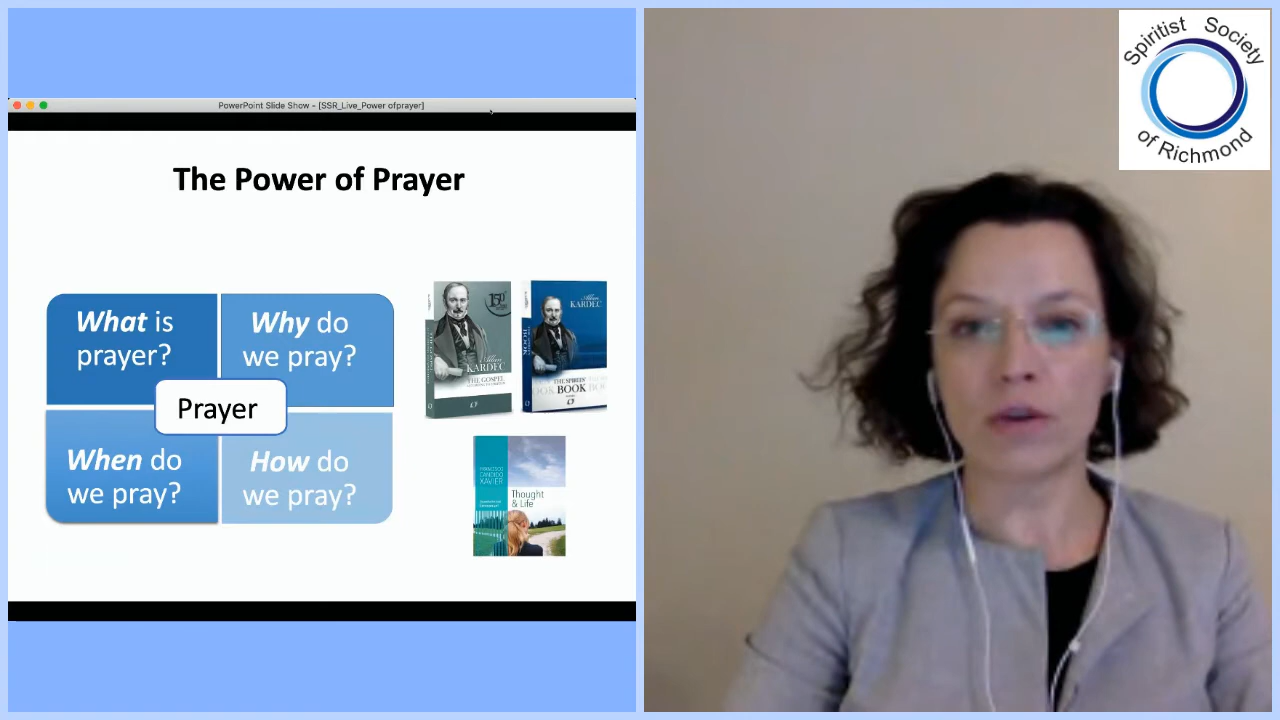 PowerPoint Slide Show - [SSR_Live_Power ofprayer]
The Power of Prayer
What is
prayer?
Why do
we pray?
Prayer
When do
we pray?
How do
we pray?
150
Allan
KARDEC
THE GOSPEL
Allan
KARDEC
THE SPIRITS'
BOOK
FRANCISCO
CANDIDO
XAVIER
Thought
& Life
Spiritist Society
of Richmond